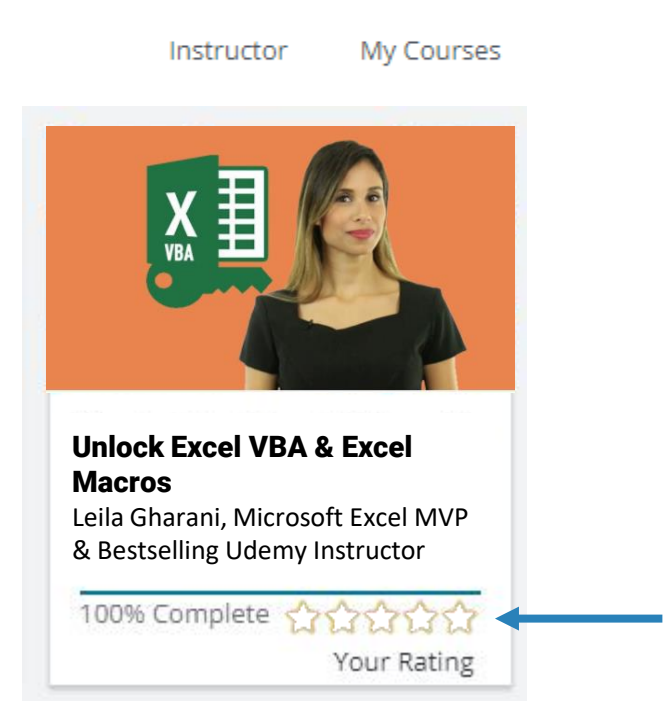 Instructor My Courses
X
VBA
Unlock Excel VBA & Excel
Macros
Leila Gharani, Microsoft Excel MVP
& Bestselling Udemy Instructor
100% Complete
Your Rating